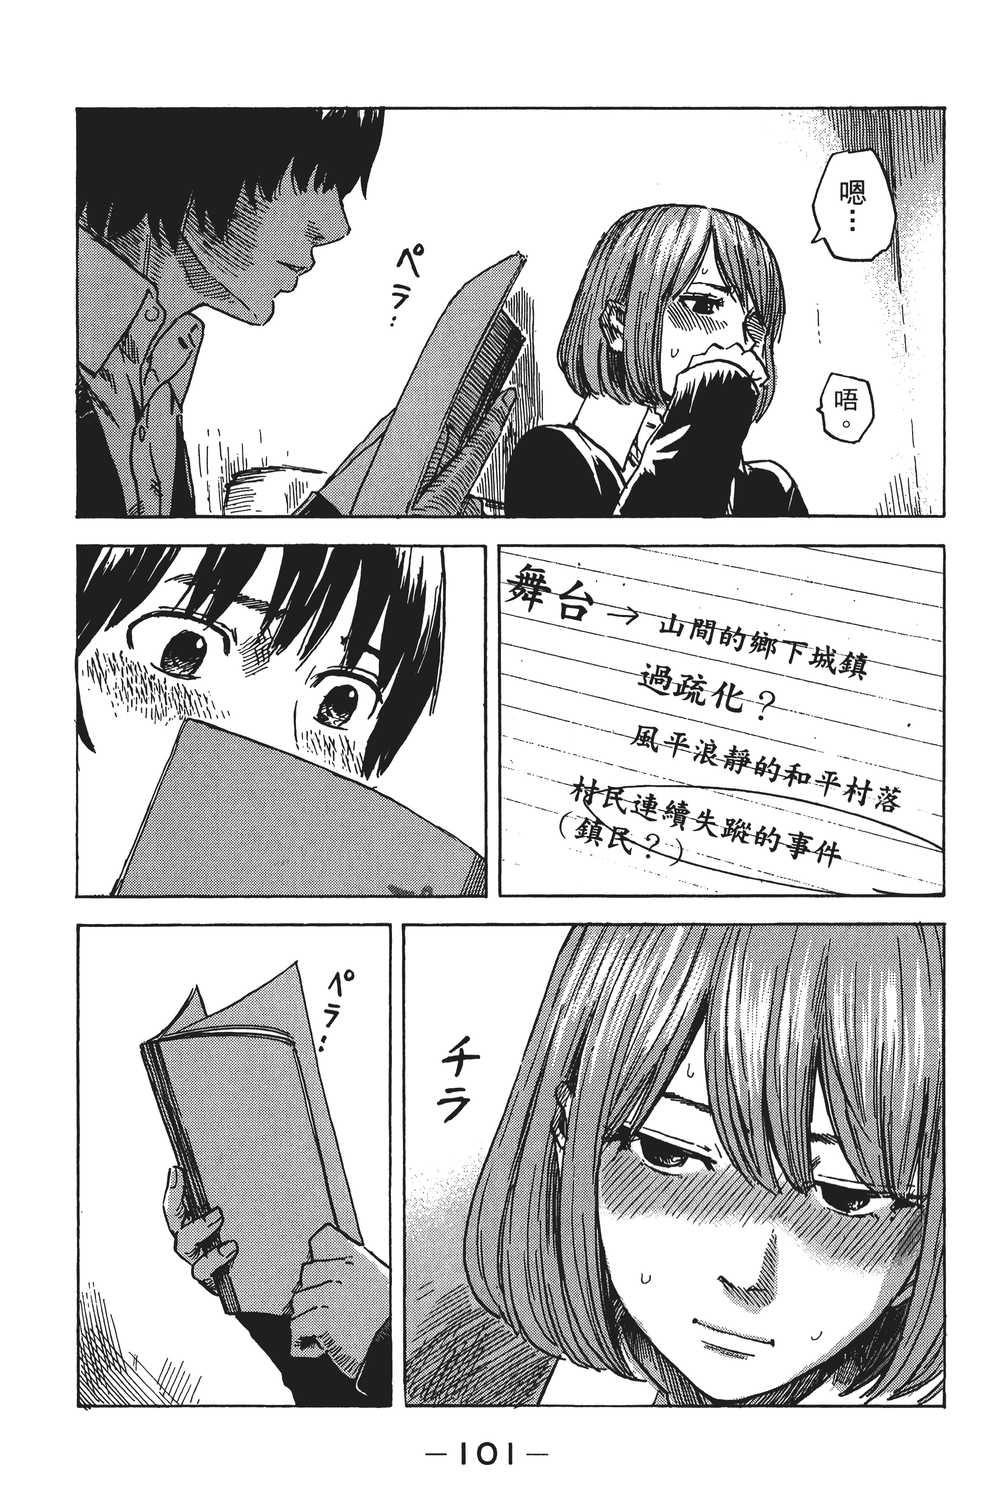 嗯…
唔。
ペラ…
舞台→山間的鄉下城鎮
過疏化？
風平浪靜的和平村落
村民連續失蹤的事件
（鎮民？）
チラ
ペラ…
—101—